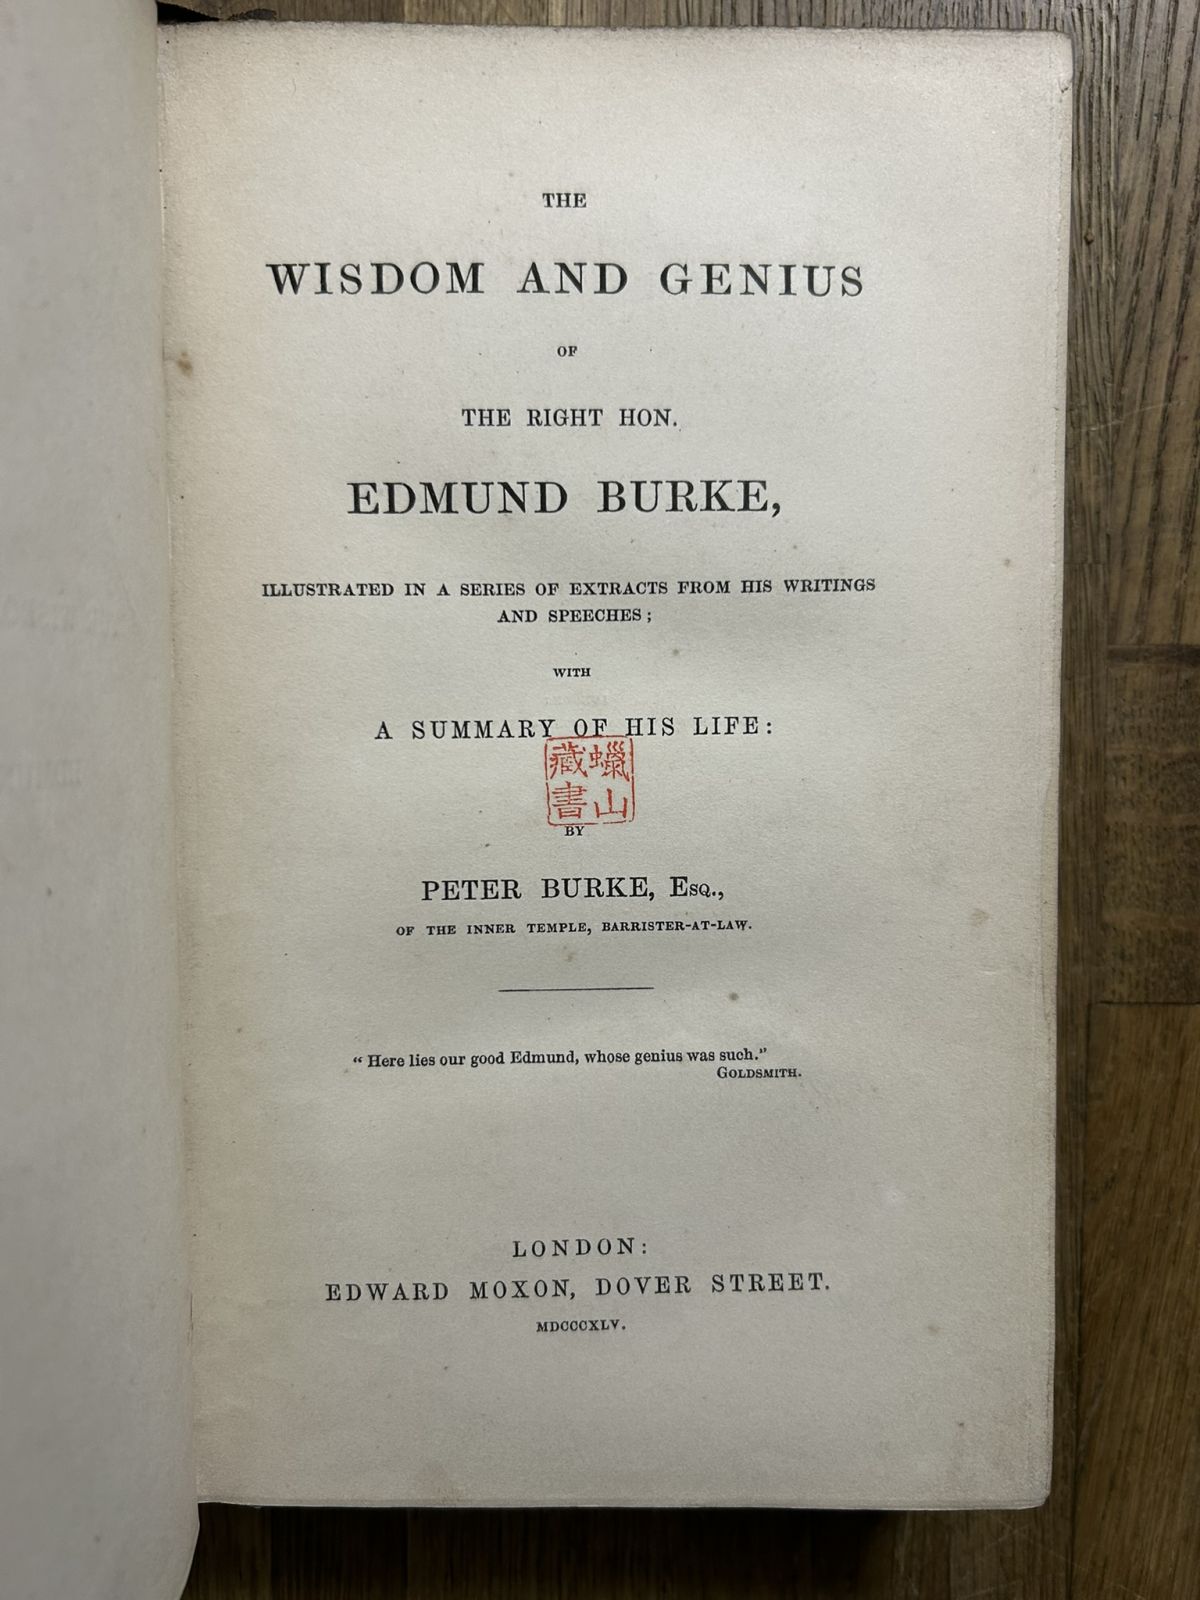 THE
WISDOM AND GENIUS
OF
THE RIGHT HON.
EDMUND BURKE,
ILLUSTRATED IN A SERIES OF EXTRACTS FROM HIS WRITINGS
AND SPEECHES;
WITH
A SUMMARY OF HIS LIFE:
蠟山
藏書
BY
PETER BURKE, Esq.,
OF THE INNER TEMPLE, BARRISTER-AT-LAW.
“Here lies our good Edmund, whose genius was such.”
Goldsmith.
LONDON:
EDWARD MOXON, DOVER STREET.
MDCCCXLV.